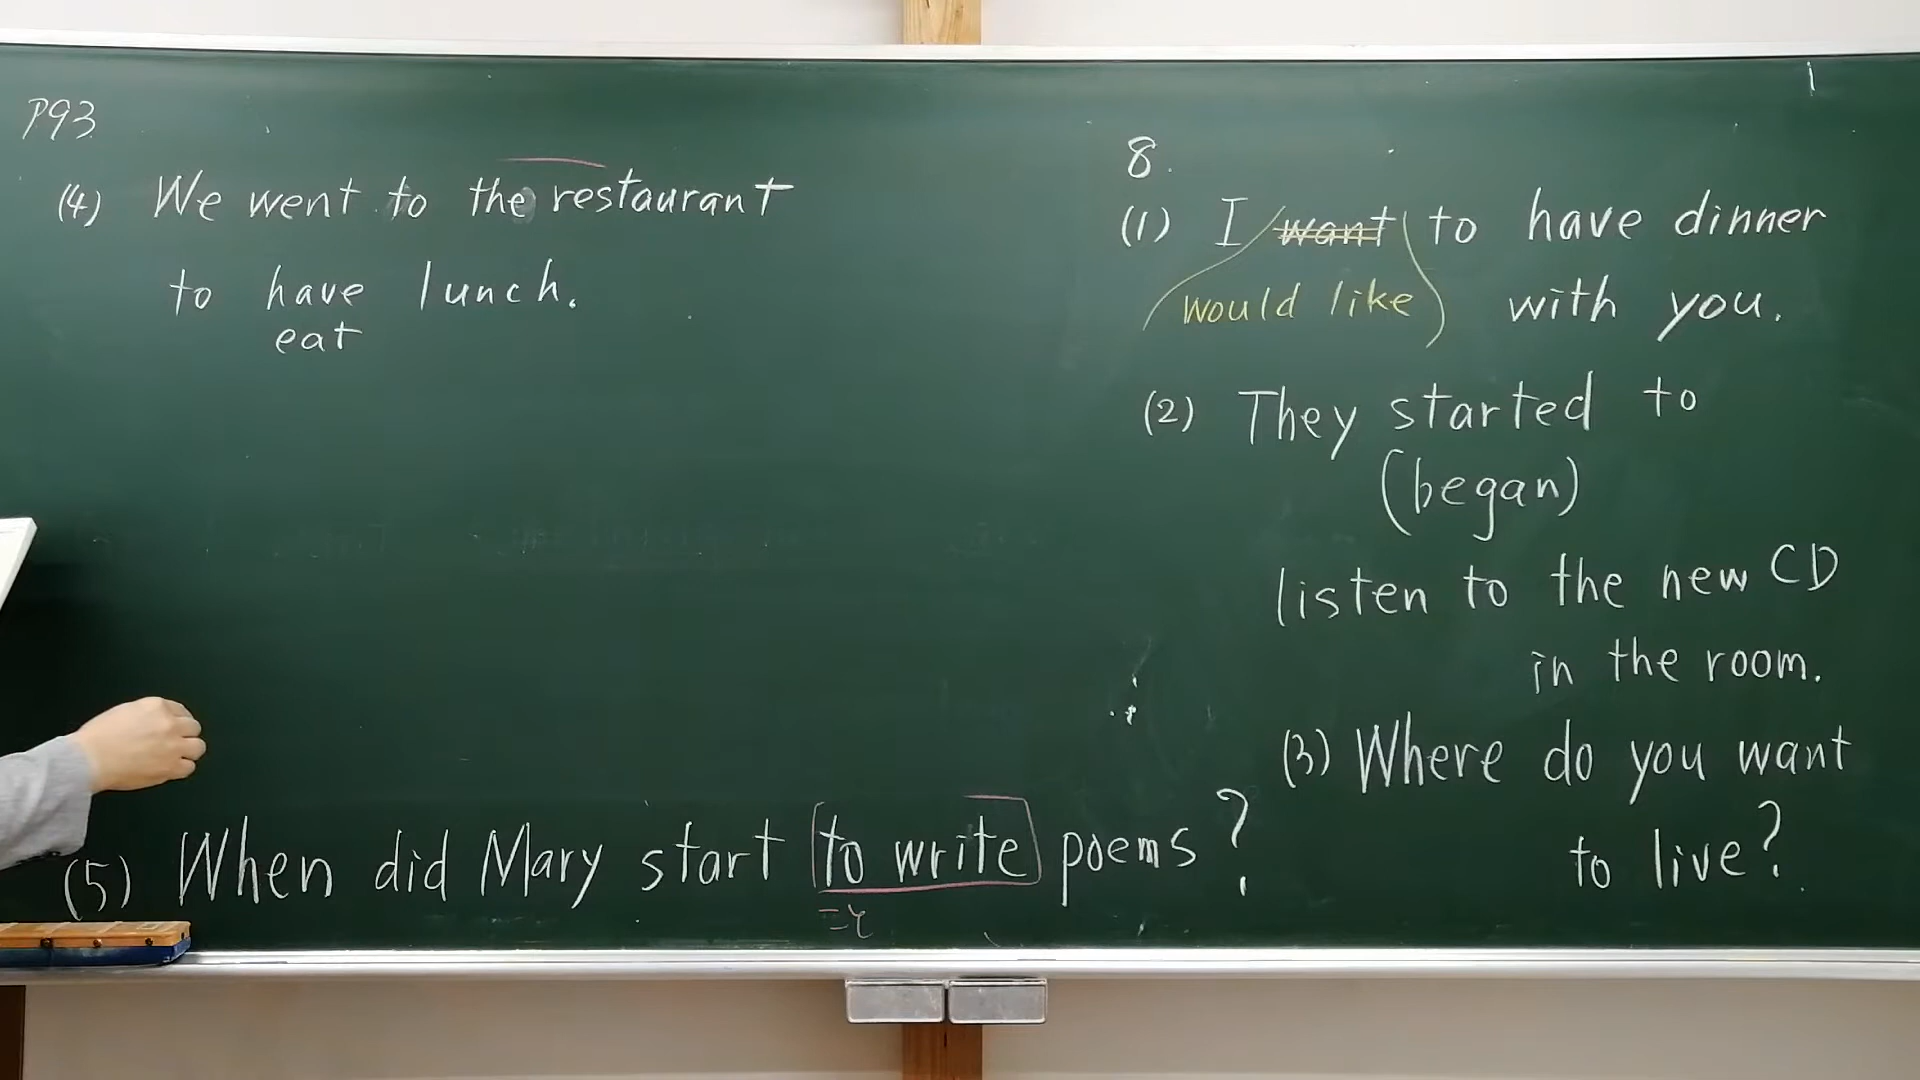 P93
(4) We went to the restaurant
to have lunch.
eat
(5) When did Mary start to write poems?
こと
8.
(1) I want to have dinner
would like with you.
(2) They started to
(began)
listen to the new CD
in the room.
(3) Where do you want
to live?